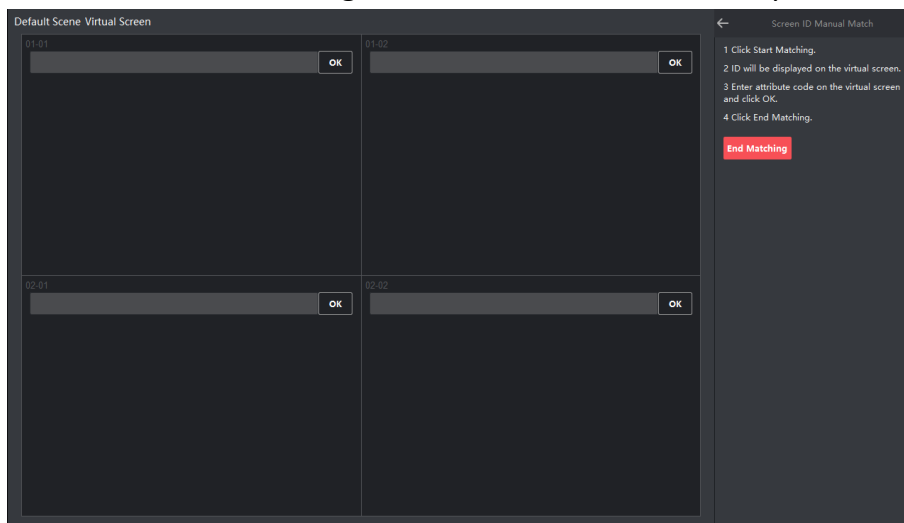 Default Scene Virtual Screen
01-01
OK
01-02
OK
02-01
OK
02-02
OK
Screen ID Manual Match
1 Click Start Matching.
2 ID will be displayed on the virtual screen.
3 Enter attribute code on the virtual screen
and click OK.
4 Click End Matching.
End Matching